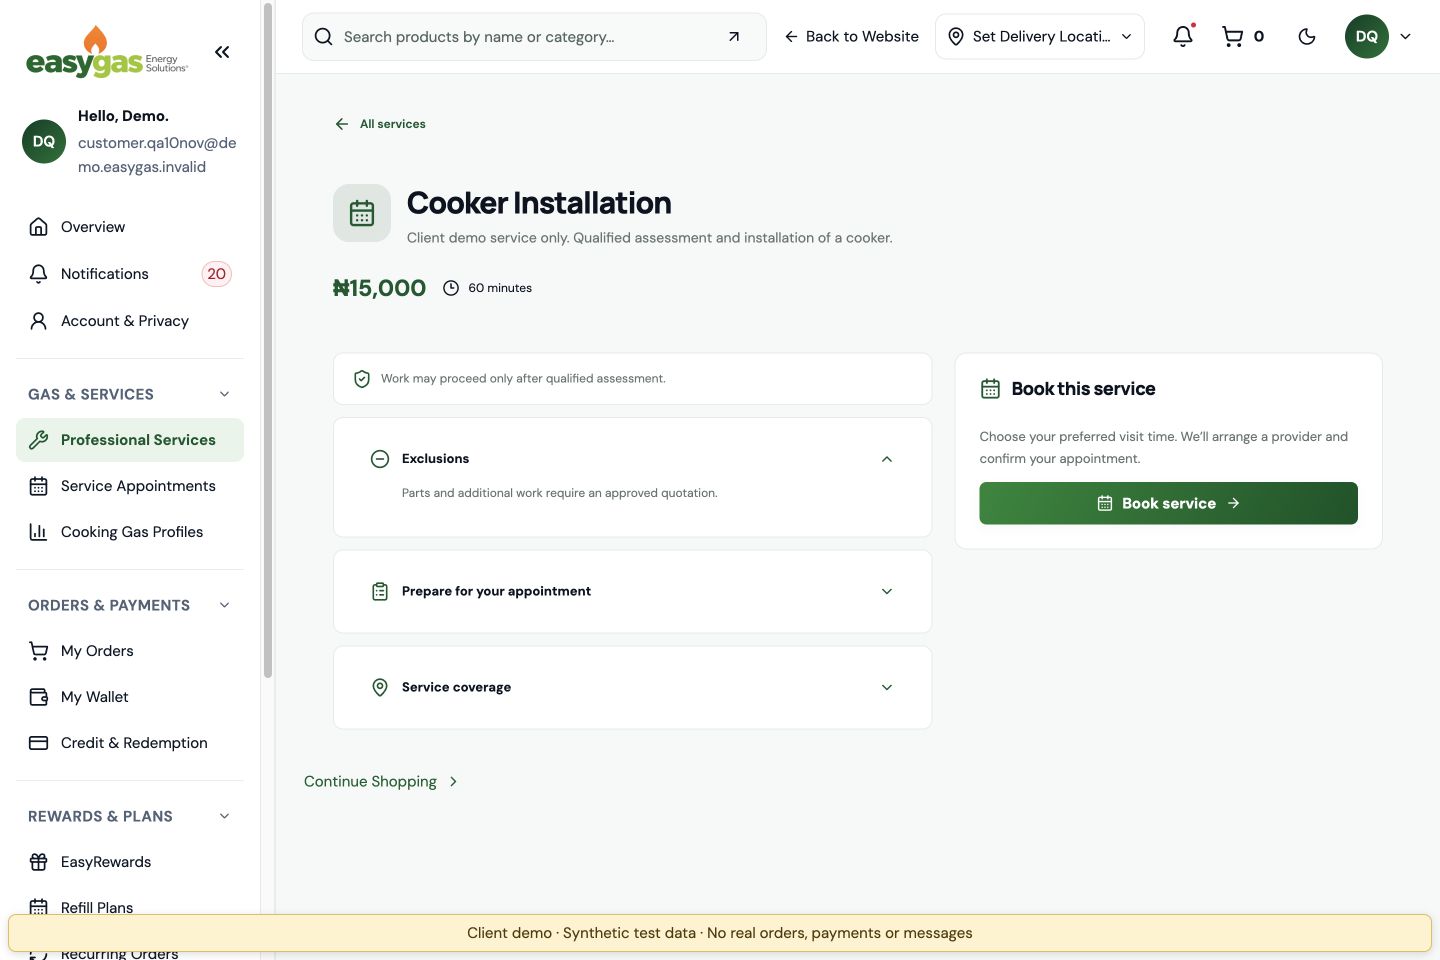 easygas Energy Solutions
Hello, Demo.
DQ
customer.qa10nov@de
mo.easygas.invalid
Overview
Notifications 20
Account & Privacy
GAS & SERVICES
Professional Services
Service Appointments
Cooking Gas Profiles
ORDERS & PAYMENTS
My Orders
My Wallet
Credit & Redemption
REWARDS & PLANS
EasyRewards
Refill Plans
Recurring Orders
Search products by name or category...
Back to Website
Set Delivery Locati...
0
DQ
All services
Cooker Installation
Client demo service only. Qualified assessment and installation of a cooker.
₦15,000 60 minutes
Work may proceed only after qualified assessment.
Exclusions
Parts and additional work require an approved quotation.
Prepare for your appointment
Service coverage
Book this service
Choose your preferred visit time. We’ll arrange a provider and
confirm your appointment.
Book service
Continue Shopping
Client demo · Synthetic test data · No real orders, payments or messages